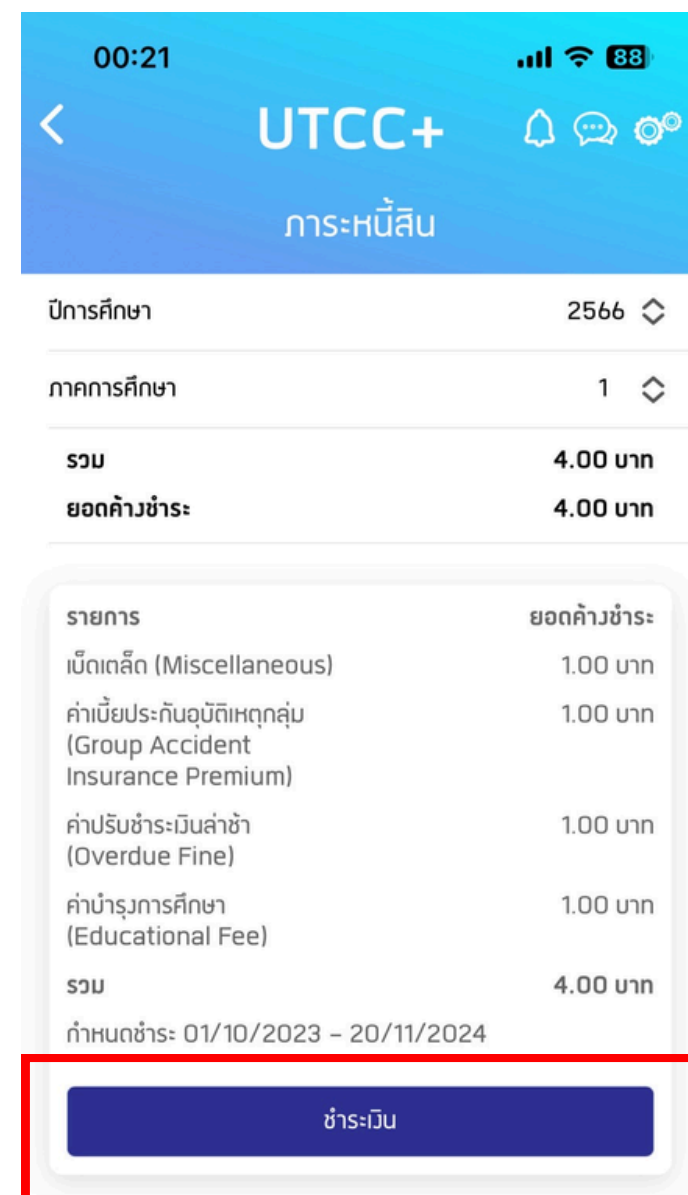 00:21 88
UTCC+
ภาระหนี้สิน
ปีการศึกษา 2566
ภาคการศึกษา 1
รวม 4.00 บาท
ยอดค้างชำระ 4.00 บาท
รายการ ยอดค้างชำระ
เบ็ดเตล็ด (Miscellaneous) 1.00 บาท
ค่าเบี้ยประกันอุบัติเหตุกลุ่ม 1.00 บาท
(Group Accident
Insurance Premium)
ค่าปรับชำระเงินล่าช้า 1.00 บาท
(Overdue Fine)
ค่าบำรุงการศึกษา 1.00 บาท
(Educational Fee)
รวม 4.00 บาท
กำหนดชำระ 01/10/2023 – 20/11/2024
ชำระเงิน